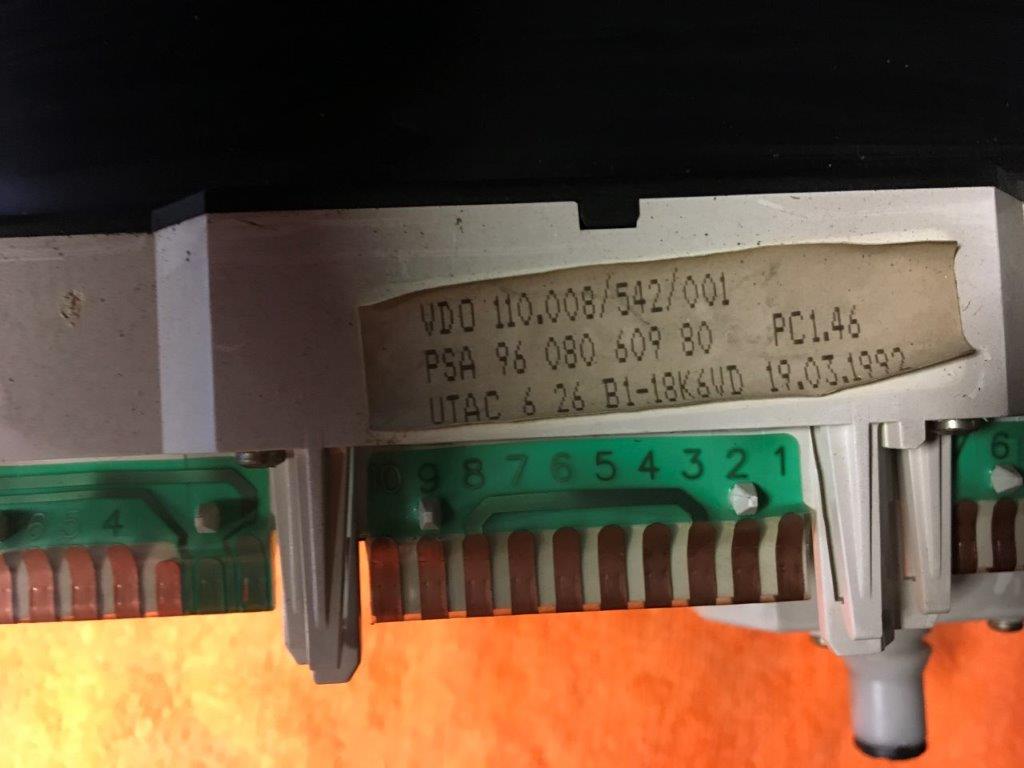 VDO 110.008/542/001
PSA 96 080 609 80 PC1.46
UTAC 6 26 B1-18K6VD 19.03.1992
6 5 4
0 9 8 7 6 5 4 3 2 1
6